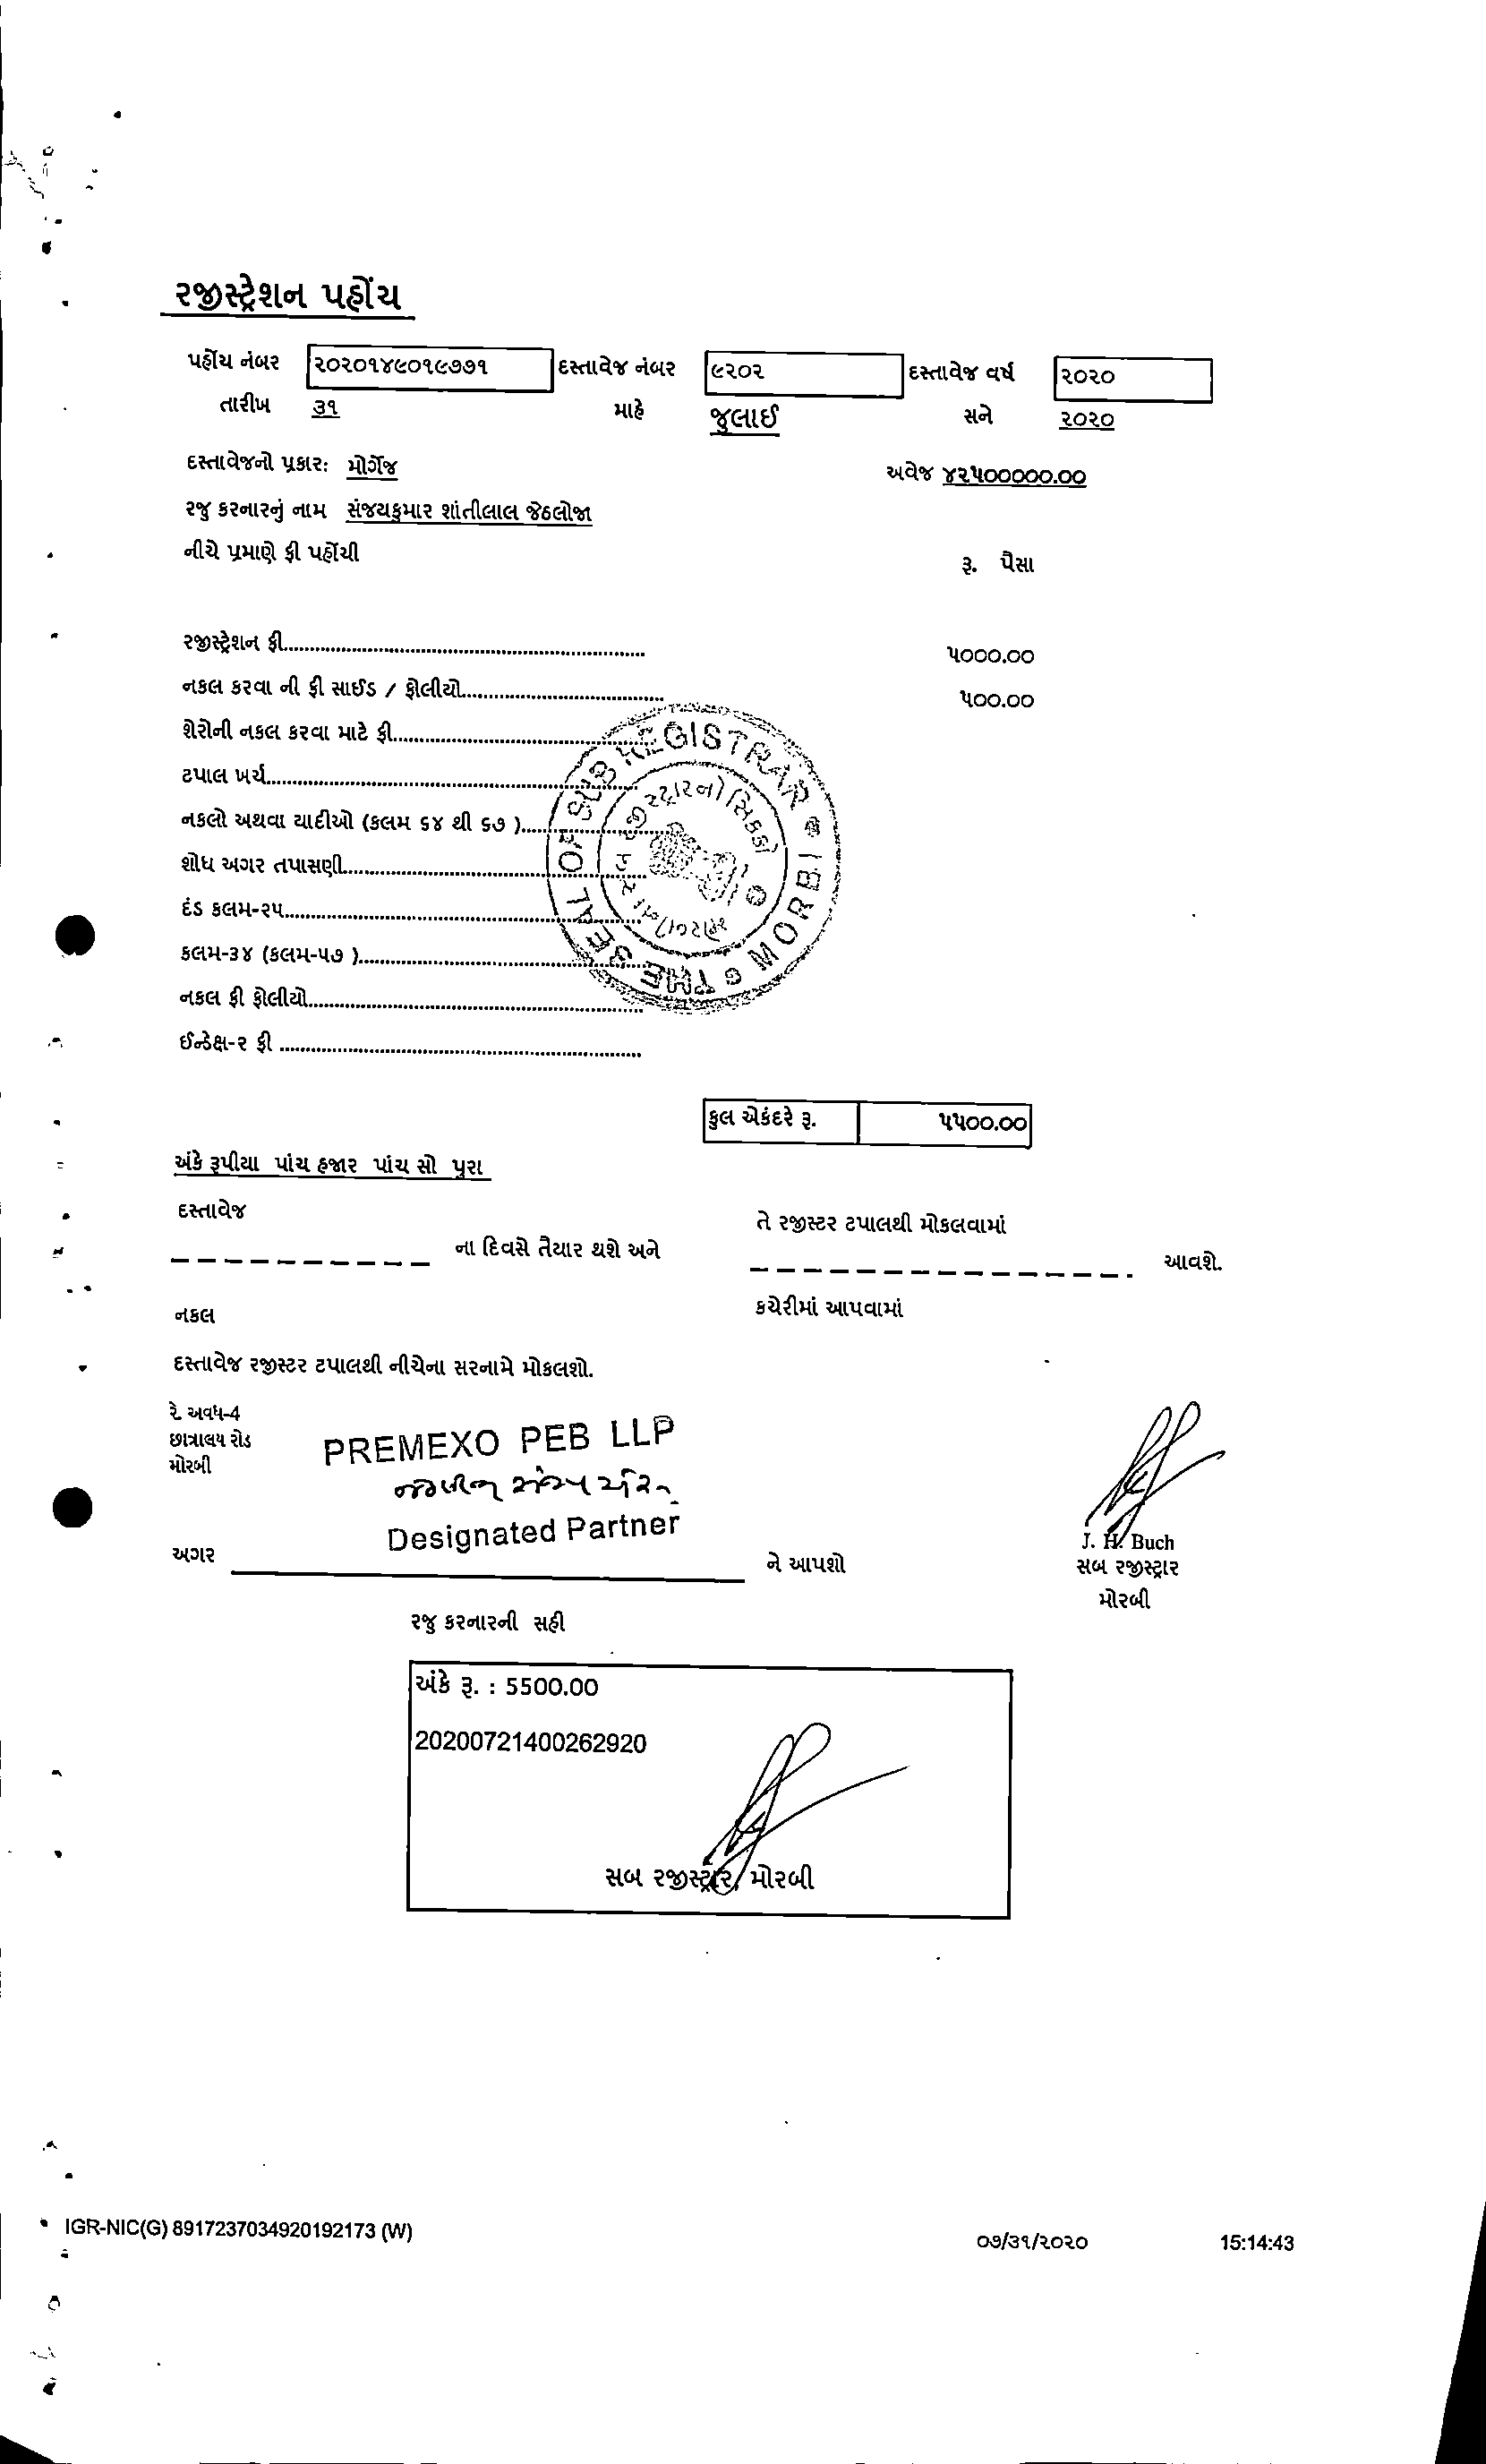 રજીસ્ટ્રેશન પહોંચ
પહોંચ નંબર ૨૦૨૦૧૪૯૦૧૯૭૭૧ દસ્તાવેજ નંબર ૯૨૦૨ દસ્તાવેજ વર્ષ ૨૦૨૦
તારીખ ૩૧ માહે જુલાઈ સને ૨૦૨૦
દસ્તાવેજનો પ્રકાર: મોર્ગેજ અવેજ ૪૨૫૦૦૦૦૦.૦૦
રજુ કરનારનું નામ સંજયકુમાર શાંતીલાલ જેઠલોજા
નીચે પ્રમાણે ફી પહોંચી રૂ. પૈસા
રજીસ્ટ્રેશન ફી ૫૦૦૦.૦૦
નકલ કરવા ની ફી સાઈડ / ફોલીયો ૫૦૦.૦૦
શેરોની નકલ કરવા માટે ફી
ટપાલ ખર્ચ
નકલો અથવા યાદીઓ (કલમ ૬૪ થી ૬૭ )
શોધ અગર તપાસણી
દંડ કલમ-૨૫
કલમ-૩૪ (કલમ-૫૭ )
નકલ ફી ફોલીયો
ઈન્ડેક્ષ-૨ ફી
THE SEAL OF SUB REGISTRAR MORBI
કુલ એકંદરે રૂ. ૫૫૦૦.૦૦
અંકે રૂપીયા પાંચ હજાર પાંચ સો પુરા
દસ્તાવેજ તે રજીસ્ટર ટપાલથી મોકલવામાં
ના દિવસે તૈયાર થશે અને આવશે.
નકલ કચેરીમાં આપવામાં
દસ્તાવેજ રજીસ્ટર ટપાલથી નીચેના સરનામે મોકલશો.
રે. અવધ-4
છાત્રાલય રોડ
મોરબી
PREMEXO PEB LLP
Designated Partner
અગર ને આપશો
J. H. Buch
સબ રજીસ્ટ્રાર
મોરબી
રજુ કરનારની સહી
અંકે રૂ. : 5500.00
20200721400262920
સબ રજીસ્ટ્રાર, મોરબી
IGR-NIC(G) 8917237034920192173 (W) ૦૭/૩૧/૨૦૨૦ 15:14:43